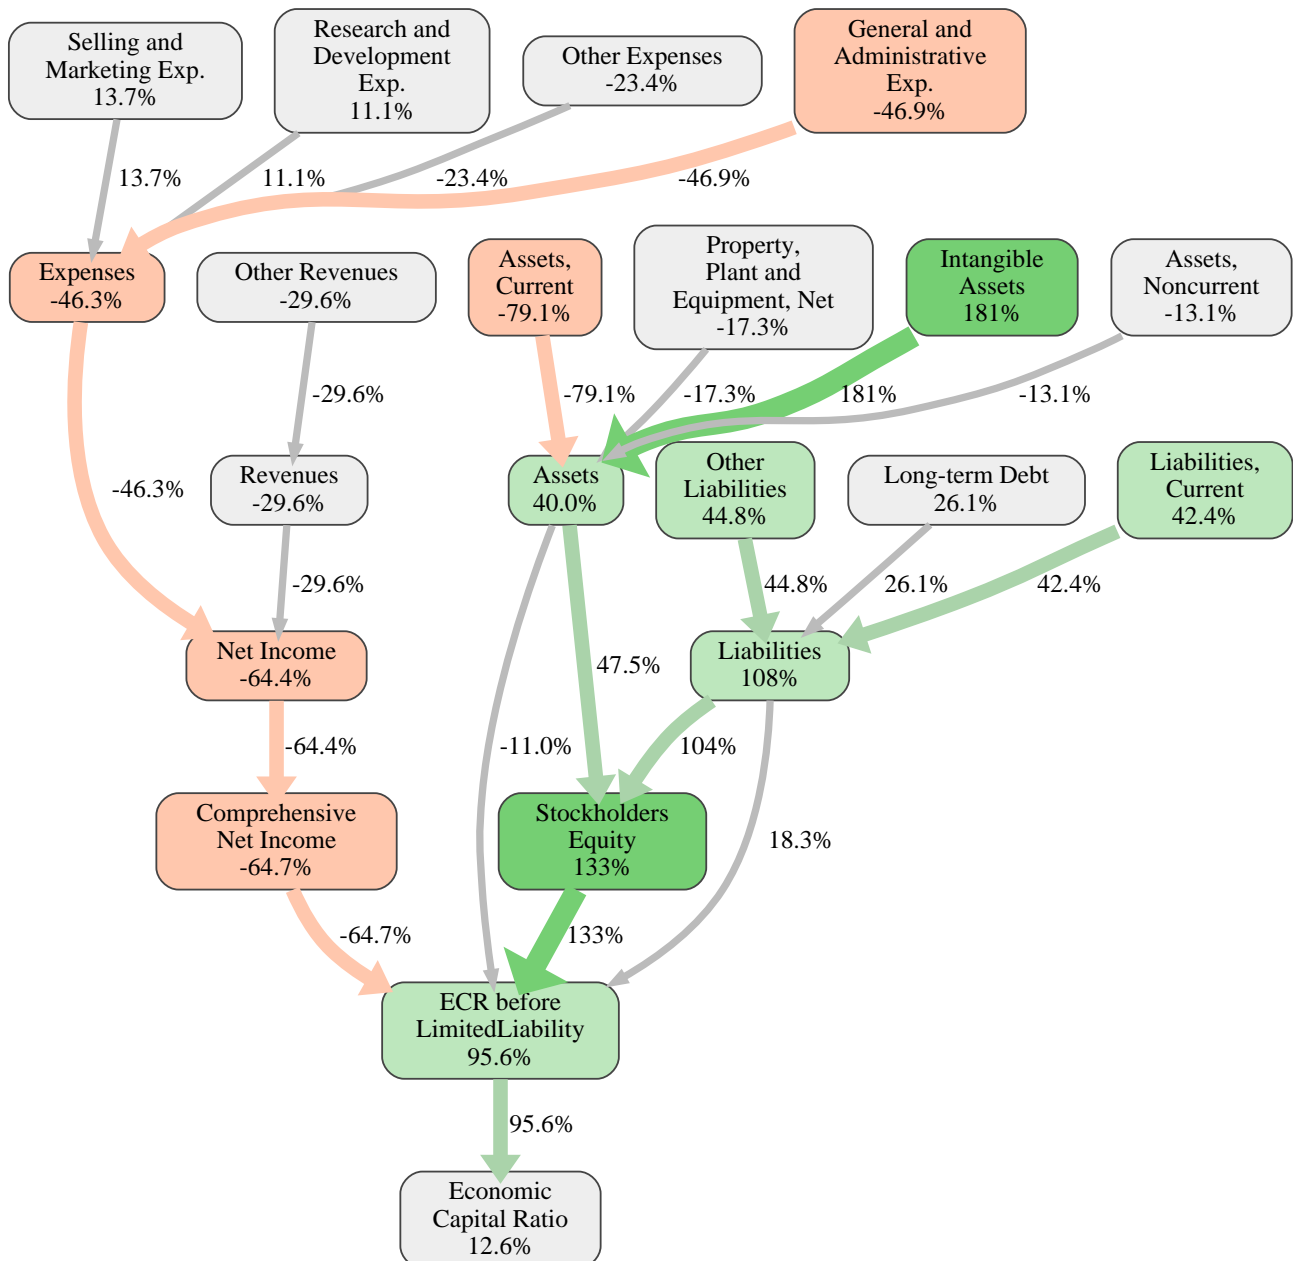 Selling and
Marketing Exp.
13.7%
Research and
Development
Exp.
11.1%
Other Expenses
-23.4%
General and
Administrative
Exp.
-46.9%
13.7%
11.1%
-23.4%
-46.9%
Expenses
-46.3%
Other Revenues
-29.6%
Assets,
Current
-79.1%
Property,
Plant and
Equipment, Net
-17.3%
Intangible
Assets
181%
Assets,
Noncurrent
-13.1%
-29.6%
-79.1%
-17.3%
181%
-13.1%
-46.3%
Revenues
-29.6%
Assets
40.0%
Other
Liabilities
44.8%
Long-term Debt
26.1%
Liabilities,
Current
42.4%
-29.6%
44.8%
26.1%
42.4%
Net Income
-64.4%
47.5%
Liabilities
108%
-64.4%
-11.0%
104%
Comprehensive
Net Income
-64.7%
Stockholders
Equity
133%
18.3%
-64.7%
133%
ECR before
LimitedLiability
95.6%
95.6%
Economic
Capital Ratio
12.6%